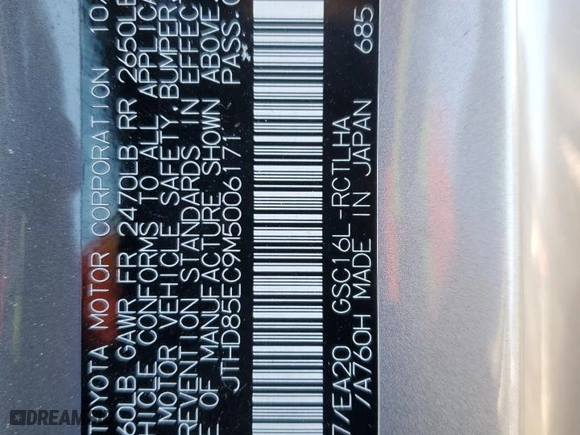 TOYOTA MOTOR CORPORATION 10/
60LB GAWR FR 2470LB RR 2650LB
HICLE CONFORMS TO ALL APPLICA
MOTOR VEHICLE SAFETY, BUMPER
REVENTION STANDARDS IN EFFECT
E OF MANUFACTURE SHOWN ABOVE.
JTHD85EC9M5006171 PASS.C
7/EA20 GSC16L-RCTLHA
/A760H MADE IN JAPAN 685